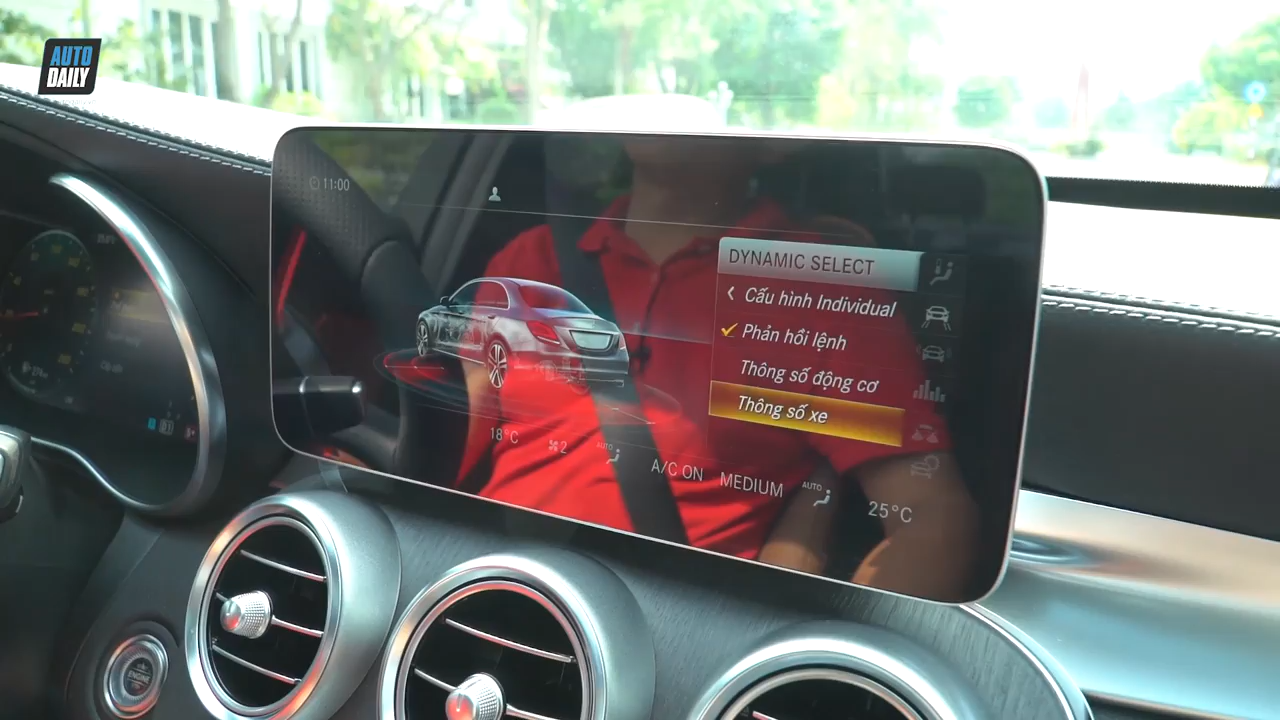 AUTO
DAILY
11:00
DYNAMIC SELECT
Cấu hình Individual
Phản hồi lệnh
Thông số động cơ
Thông số xe
18°C
2
AUTO
A/C ON
MEDIUM
AUTO
25°C
ENGINE